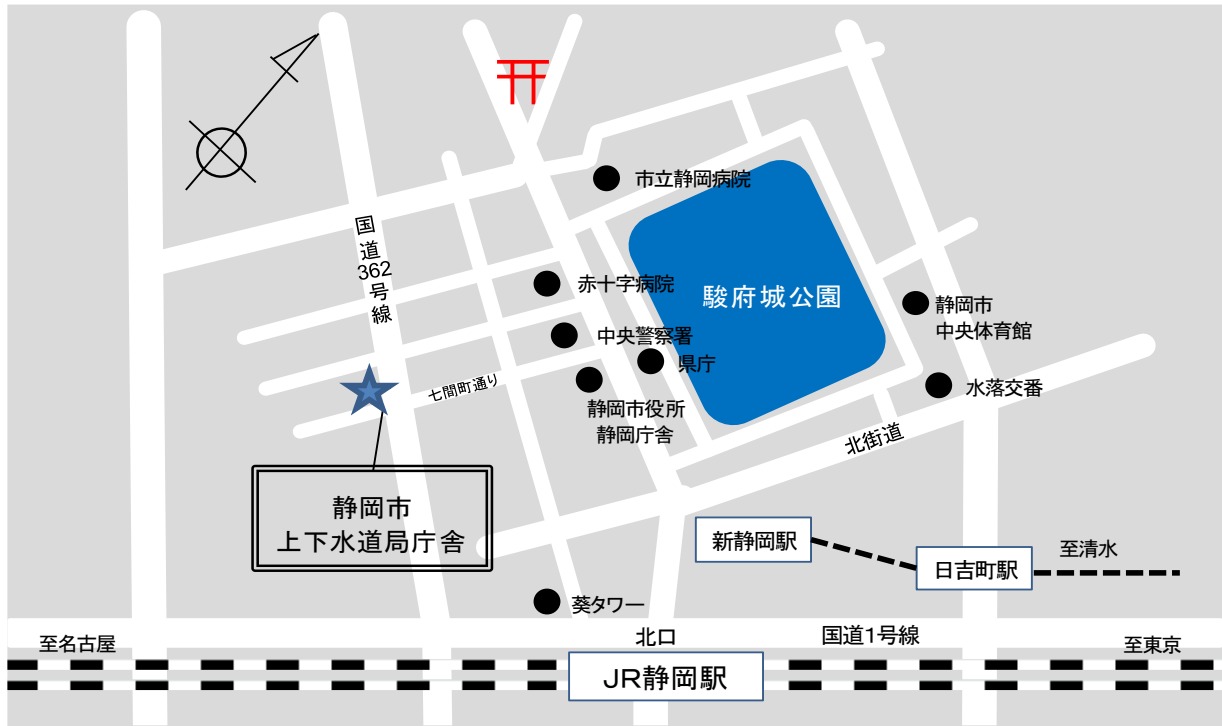 市立静岡病院
国道362号線
赤十字病院
駿府城公園
静岡市
中央体育館
中央警察署
県庁
七間町通り
静岡市役所
静岡庁舎
水落交番
北街道
静岡市
上下水道局庁舎
新静岡駅
日吉町駅
至清水
葵タワー
至名古屋
北口
国道1号線
至東京
JR静岡駅